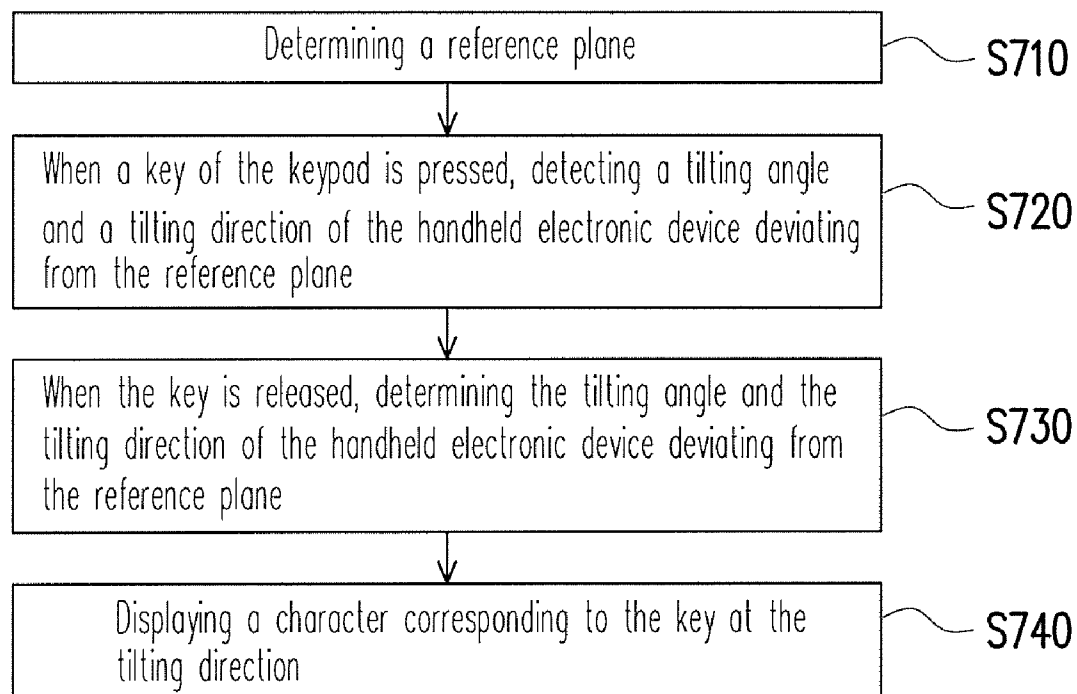 Determining a reference plane
S710
When a key of the keypad is pressed, detecting a tilting angle
and a tilting direction of the handheld electronic device deviating
from the reference plane
S720
When the key is released, determining the tilting angle and the
tilting direction of the handheld electronic device deviating from
the reference plane
S730
Displaying a character corresponding to the key at the
tilting direction
S740